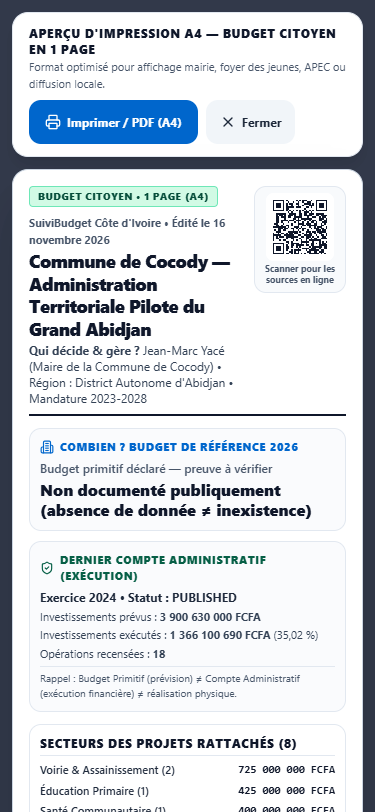 APERÇU D'IMPRESSION A4 — BUDGET CITOYEN
EN 1 PAGE
Format optimisé pour affichage mairie, foyer des jeunes, APEC ou
diffusion locale.
Imprimer / PDF (A4)
Fermer
BUDGET CITOYEN • 1 PAGE (A4)
SuiviBudget Côte d'Ivoire • Édité le 16
novembre 2026
Commune de Cocody —
Administration
Territoriale Pilote du
Grand Abidjan
Qui décide & gère ? Jean-Marc Yacé
(Maire de la Commune de Cocody) •
Région : District Autonome d'Abidjan •
Mandature 2023-2028
Scanner pour les
sources en ligne
COMBIEN ? BUDGET DE RÉFÉRENCE 2026
Budget primitif déclaré — preuve à vérifier
Non documenté publiquement
(absence de donnée ≠ inexistence)
DERNIER COMPTE ADMINISTRATIF
(EXÉCUTION)
Exercice 2024 • Statut : PUBLISHED
Investissements prévus : 3 900 630 000 FCFA
Investissements exécutés : 1 366 100 690 FCFA (35,02 %)
Opérations recensées : 18
Rappel : Budget Primitif (prévision) ≠ Compte Administratif
(exécution financière) ≠ réalisation physique.
SECTEURS DES PROJETS RATTACHÉS (8)
Voirie & Assainissement (2) 725 000 000 FCFA
Éducation Primaire (1) 425 000 000 FCFA
Santé Communautaire (1) 400 000 000 FCFA